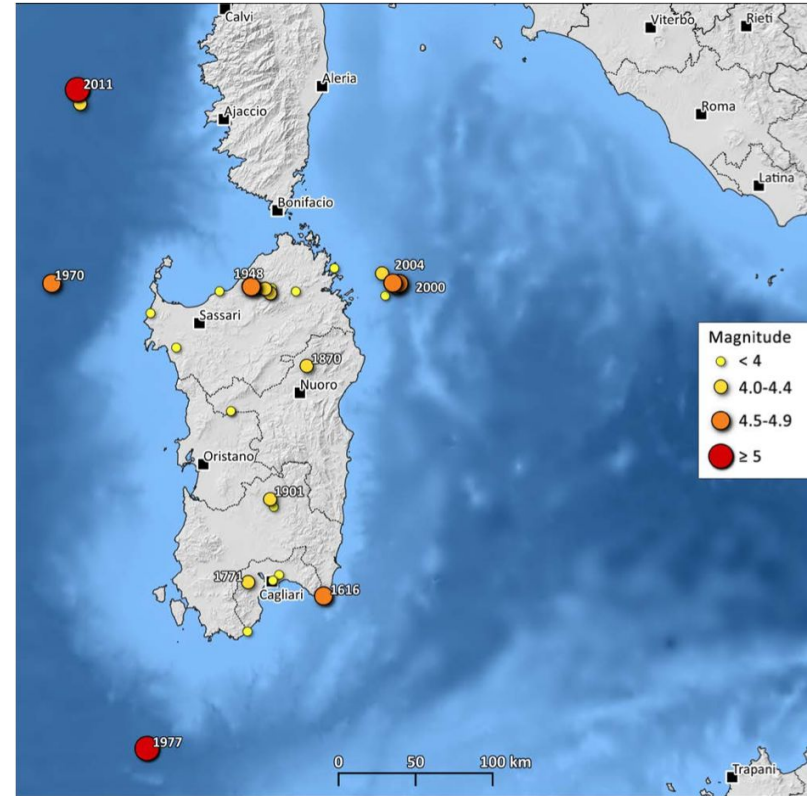 Calvi
Viterbo
Rieti
2011
Aleria
Ajaccio
Roma
Latina
Bonifacio
2004
1970
1948
2000
Sassari
Magnitude
< 4
4.0-4.4
4.5-4.9
≥ 5
1870
Nuoro
Oristano
1901
1771
Cagliari
1616
1977
0 50 100 km
Trapani